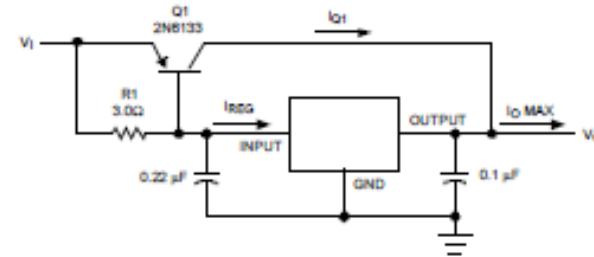 Q1
2N6133
IQ1
VI
R1
3.0Ω
IREG
INPUT
OUTPUT
IO MAX
GND
0.22 µF
0.1 µF